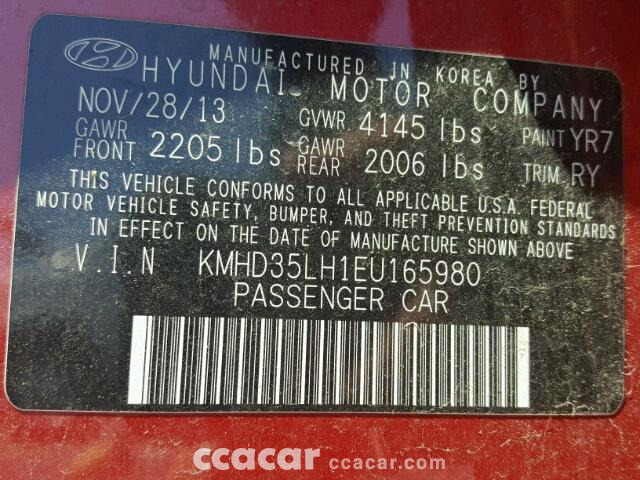 MANUFACTURED IN KOREA BY
HYUNDAI MOTOR COMPANY
NOV/28/13 GVWR 4145 lbs PAINT YR7
GAWR FRONT 2205 lbs GAWR REAR 2006 lbs TRIM RY
THIS VEHICLE CONFORMS TO ALL APPLICABLE U.S.A. FEDERAL
MOTOR VEHICLE SAFETY, BUMPER, AND THEFT PREVENTION STANDARDS
IN EFFECT ON THE DATE OF MANUFACTURE SHOWN ABOVE
V.I.N KMHD35LH1EU165980
PASSENGER CAR
ccacar ccacar.com